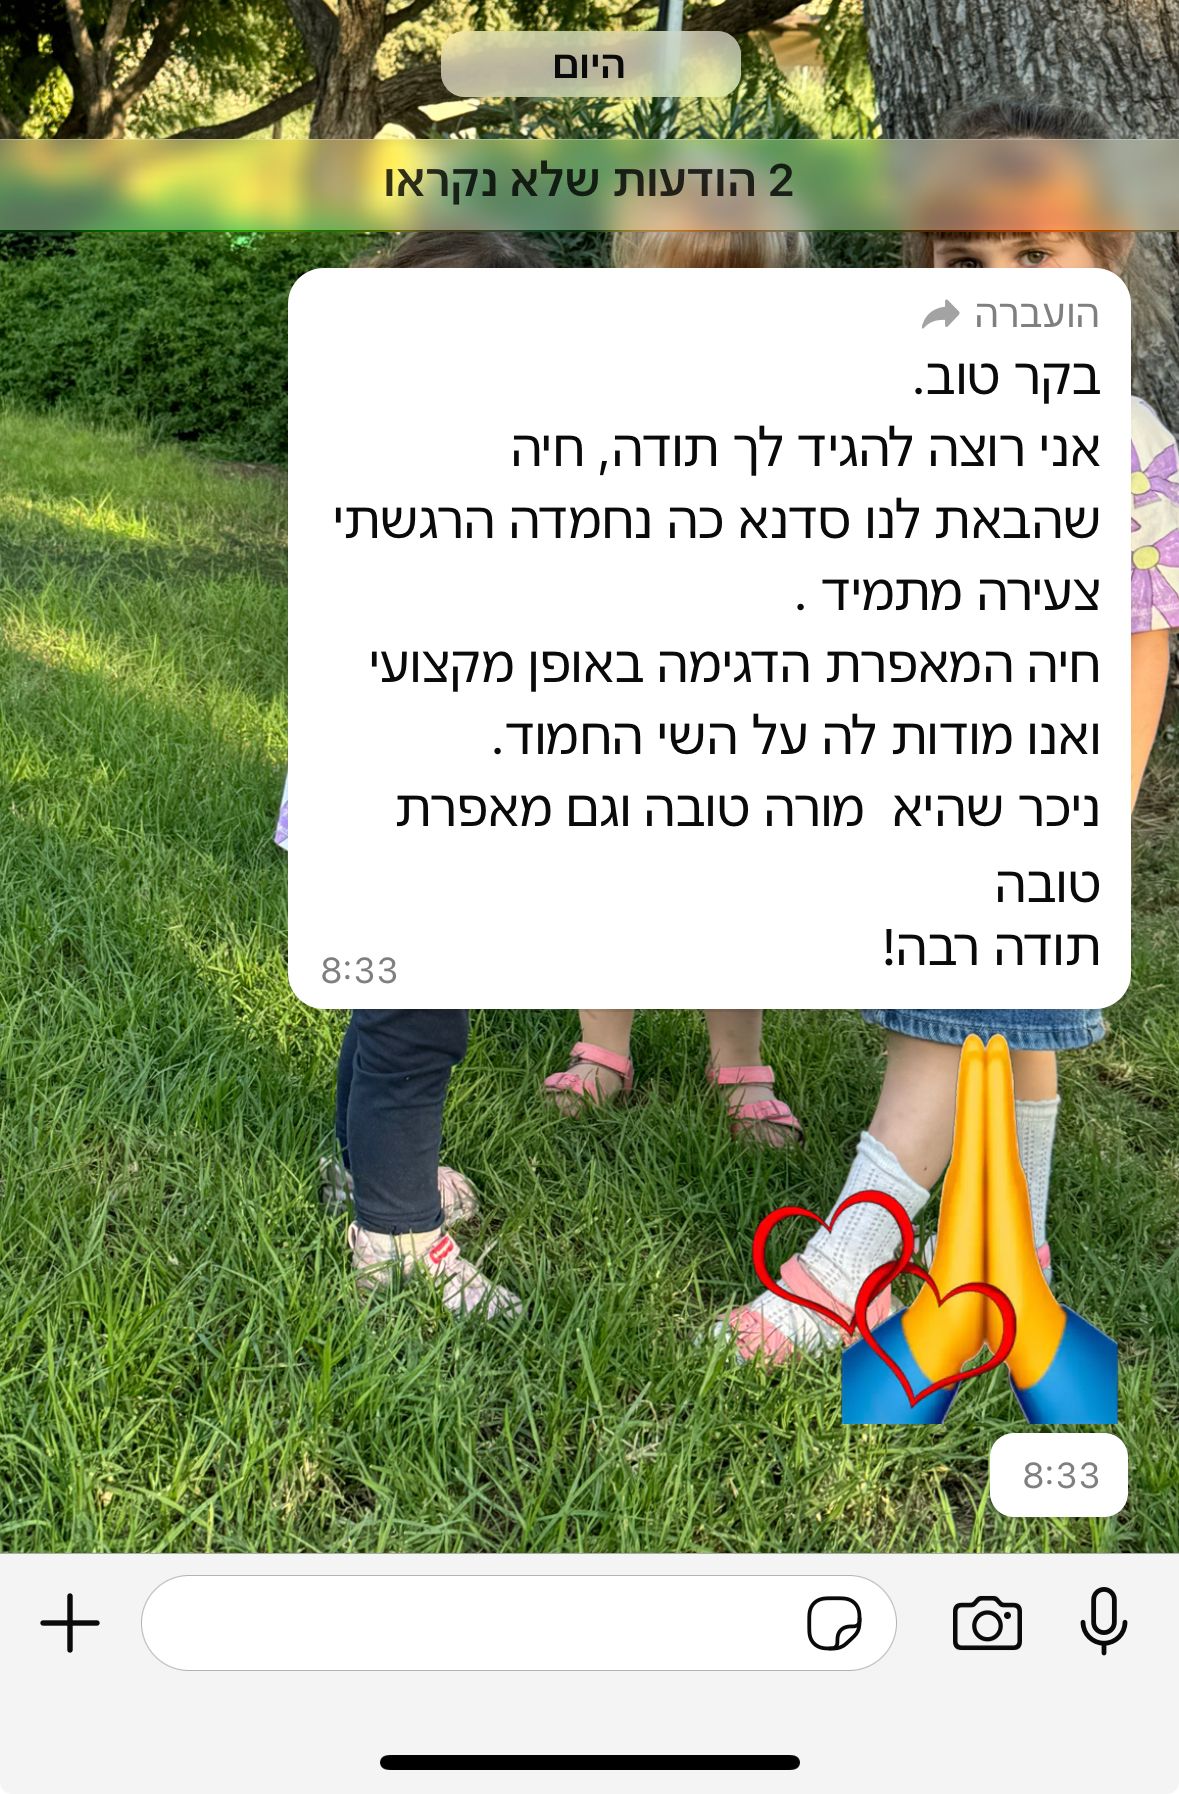 היום
2 הודעות שלא נקראו
הועברה
בקר טוב.
אני רוצה להגיד לך תודה, חיה
שהבאת לנו סדנא כה נחמדה הרגשתי
צעירה מתמיד .
חיה המאפרת הדגימה באופן מקצועי
ואנו מודות לה על השי החמוד.
ניכר שהיא  מורה טובה וגם מאפרת
טובה
תודה רבה!
8:33
8:33